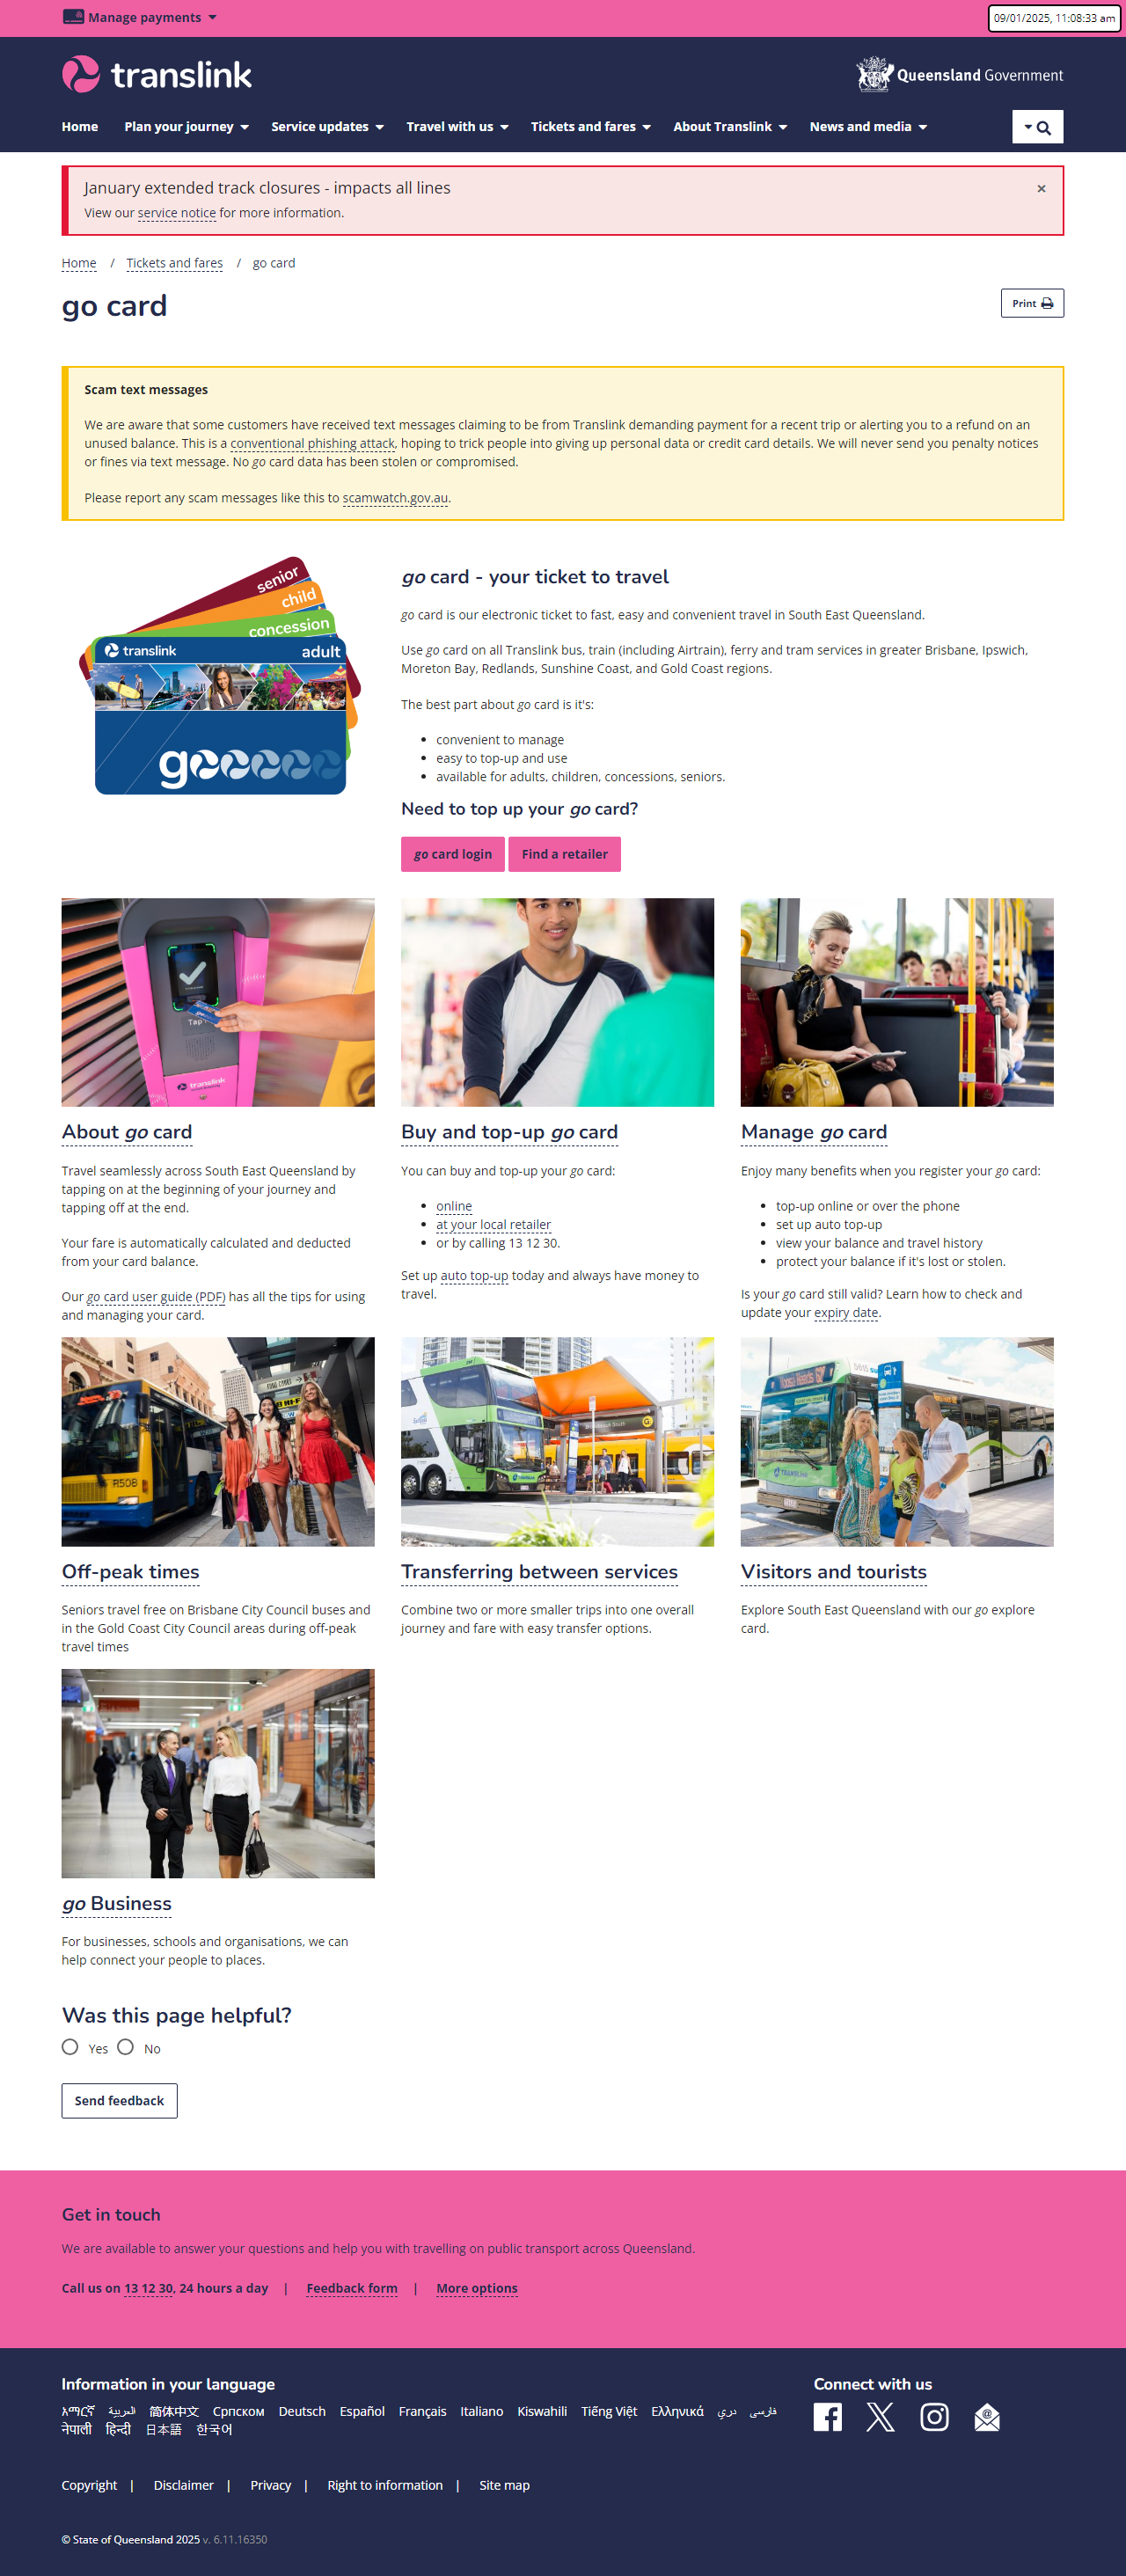 Manage payments
09/01/2025, 11:08:33 am
translink
Queensland Government
Home Plan your journey Service updates Travel with us Tickets and fares About Translink News and media
January extended track closures - impacts all lines
×
View our service notice for more information.
Home / Tickets and fares / go card
go card
Print
Scam text messages
We are aware that some customers have received text messages claiming to be from Translink demanding payment for a recent trip or alerting you to a refund on an
unused balance. This is a conventional phishing attack, hoping to trick people into giving up personal data or credit card details. We will never send you penalty notices
or fines via text message. No go card data has been stolen or compromised.
Please report any scam messages like this to scamwatch.gov.au.
senior
child
concession
translink adult
go
go card - your ticket to travel
go card is our electronic ticket to fast, easy and convenient travel in South East Queensland.
Use go card on all Translink bus, train (including Airtrain), ferry and tram services in greater Brisbane, Ipswich,
Moreton Bay, Redlands, Sunshine Coast, and Gold Coast regions.
The best part about go card is it's:
• convenient to manage
• easy to top-up and use
• available for adults, children, concessions, seniors.
Need to top up your go card?
go card login Find a retailer
Tap
translink
About go card
Travel seamlessly across South East Queensland by
tapping on at the beginning of your journey and
tapping off at the end.
Your fare is automatically calculated and deducted
from your card balance.
Our go card user guide (PDF) has all the tips for using
and managing your card.
Buy and top-up go card
You can buy and top-up your go card:
• online
• at your local retailer
• or by calling 13 12 30.
Set up auto top-up today and always have money to
travel.
Manage go card
Enjoy many benefits when you register your go card:
• top-up online or over the phone
• set up auto top-up
• view your balance and travel history
• protect your balance if it's lost or stolen.
Is your go card still valid? Learn how to check and
update your expiry date.
R508
Off-peak times
Seniors travel free on Brisbane City Council buses and
in the Gold Coast City Council areas during off-peak
travel times
Transferring between services
Combine two or more smaller trips into one overall
journey and fare with easy transfer options.
TRANSLINK
Visitors and tourists
Explore South East Queensland with our go explore
card.
go Business
For businesses, schools and organisations, we can
help connect your people to places.
Was this page helpful?
Yes No
Send feedback
Get in touch
We are available to answer your questions and help you with travelling on public transport across Queensland.
Call us on 13 12 30, 24 hours a day | Feedback form | More options
Information in your language
አማርኛ العربية 简体中文 Српском Deutsch Español Français Italiano Kiswahili Tiếng Việt Ελληνικά دري فارسی
नेपाली हिन्दी 日本語 한국어
Connect with us
Copyright | Disclaimer | Privacy | Right to information | Site map
© State of Queensland 2025 v. 6.11.16350